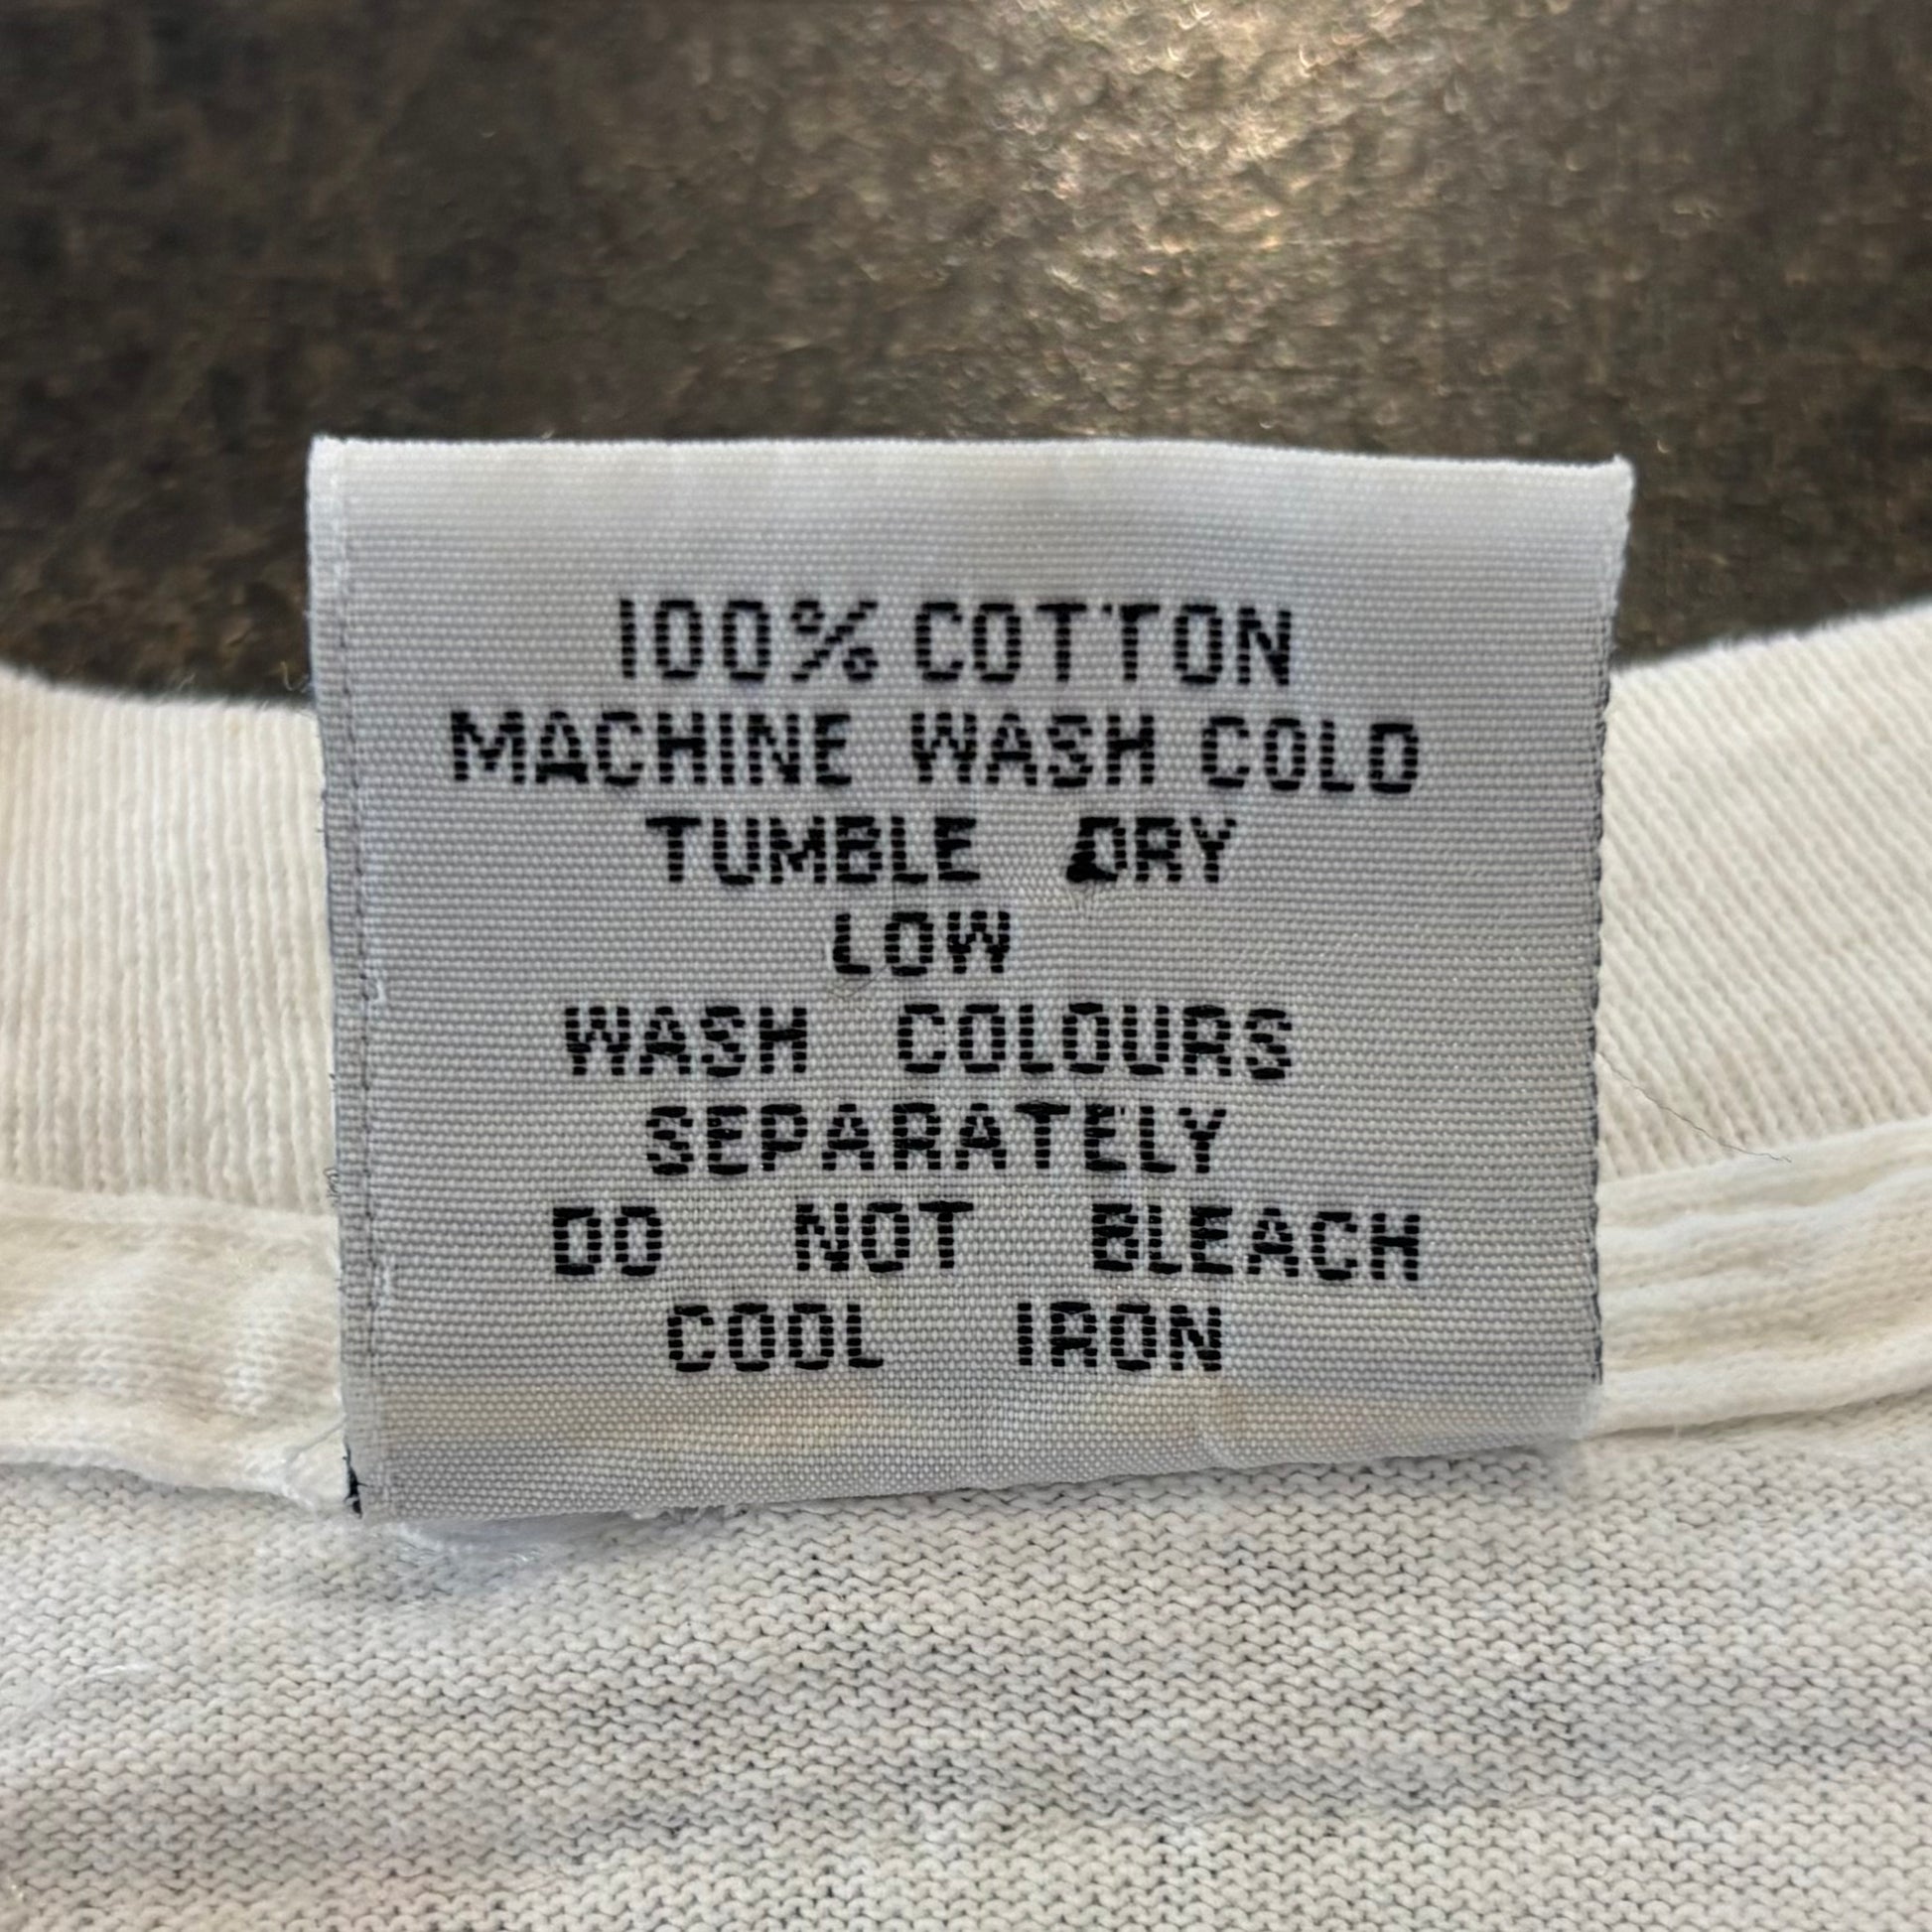 100% COTTON
MACHINE WASH COLD
TUMBLE DRY
LOW
WASH COLOURS
SEPARATELY
DO NOT BLEACH
COOL IRON